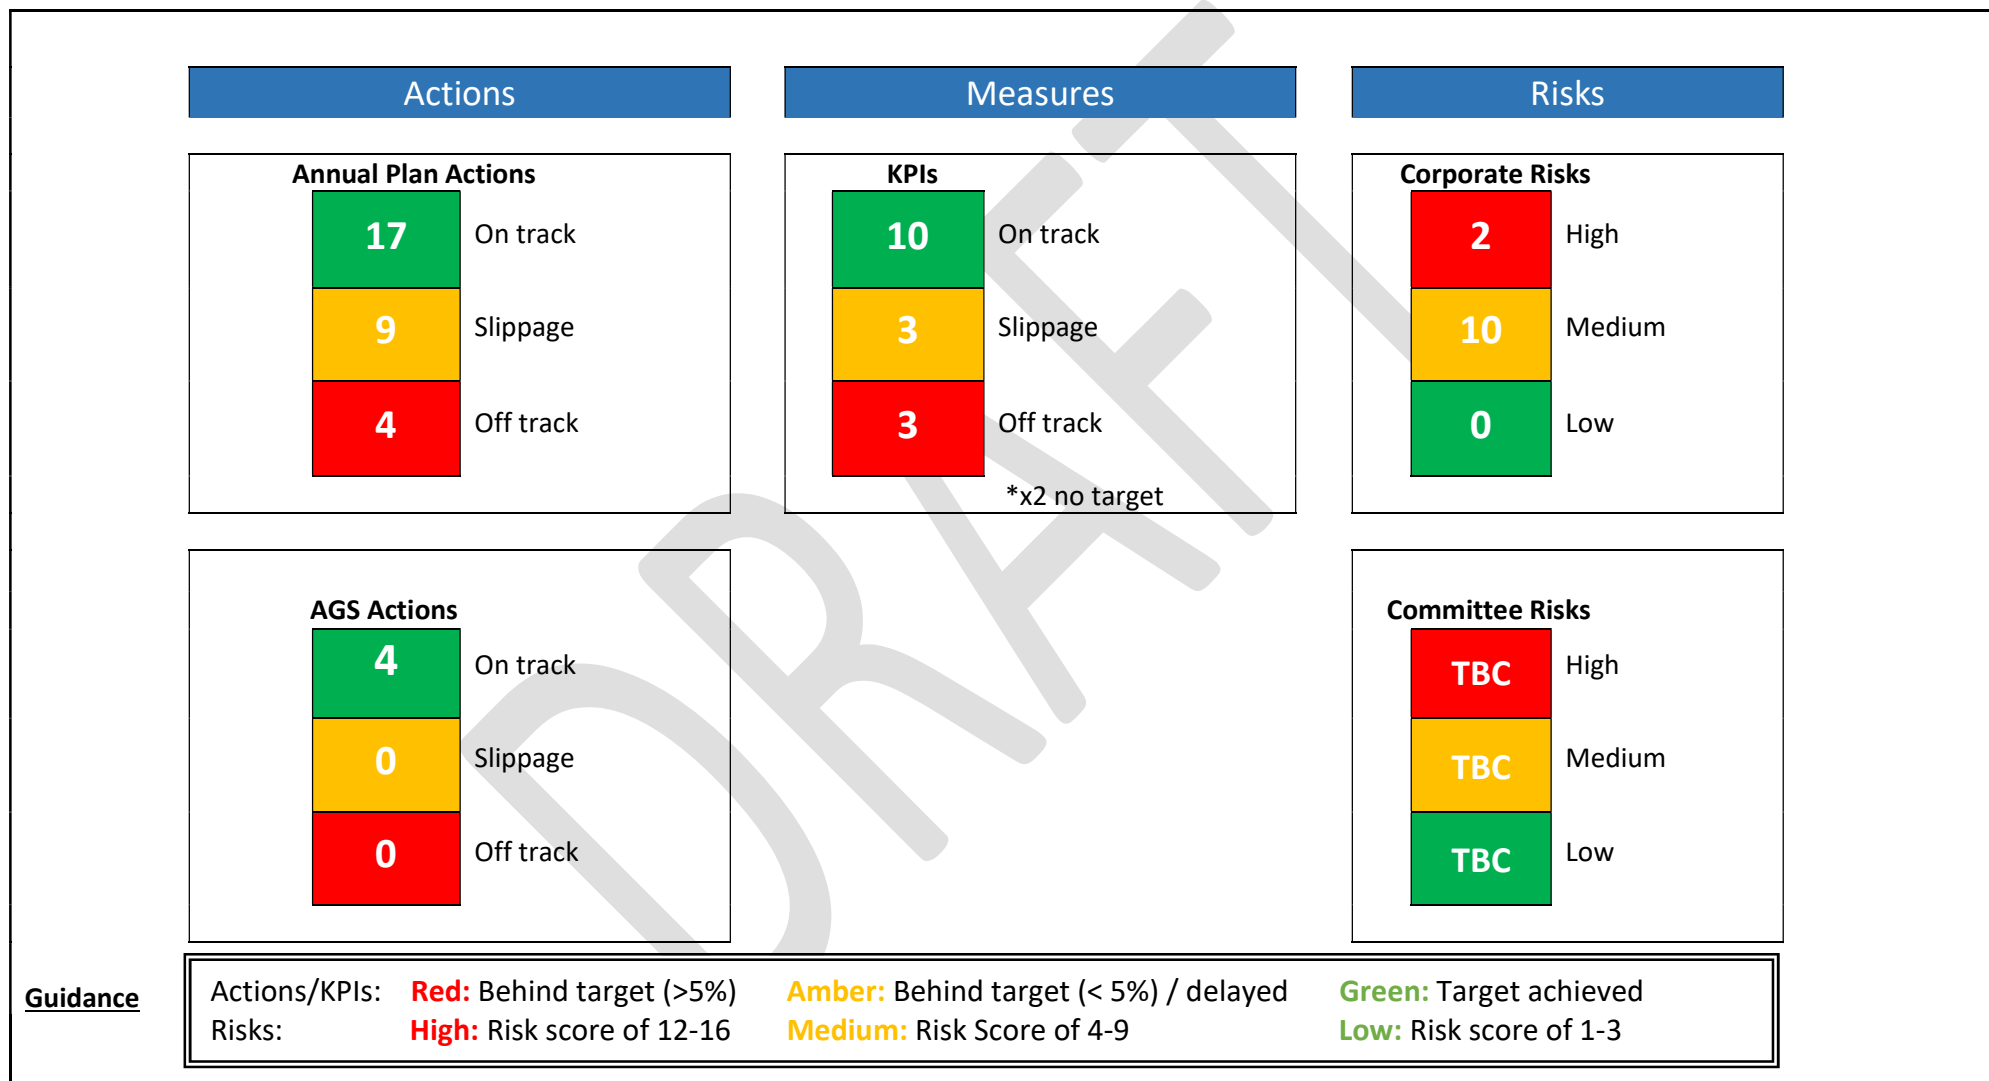 Actions
Measures
Risks
Annual Plan Actions
17 On track
9 Slippage
4 Off track
KPIs
10 On track
3 Slippage
3 Off track
*x2 no target
Corporate Risks
2 High
10 Medium
0 Low
AGS Actions
4 On track
0 Slippage
0 Off track
Committee Risks
TBC High
TBC Medium
TBC Low
DRAFT
Guidance
Actions/KPIs: Red: Behind target (>5%) Amber: Behind target (< 5%) / delayed Green: Target achieved
Risks: High: Risk score of 12-16 Medium: Risk Score of 4-9 Low: Risk score of 1-3